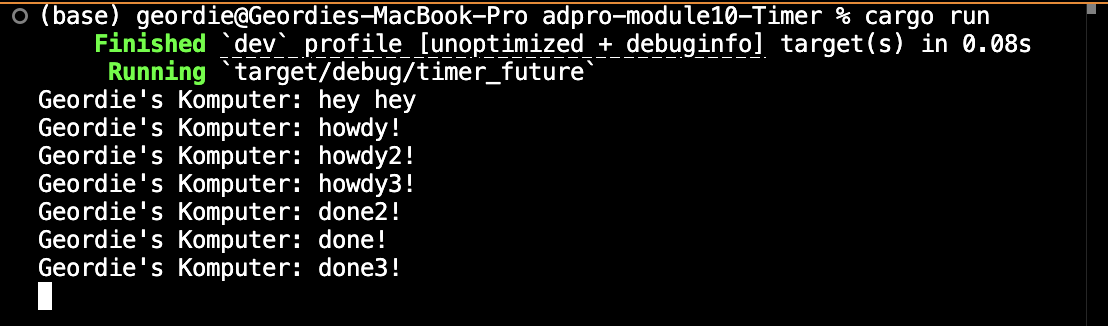 (base) geordie@Geordies-MacBook-Pro adpro-module10-Timer % cargo run
Finished `dev` profile [unoptimized + debuginfo] target(s) in 0.08s
Running `target/debug/timer_future`
Geordie's Komputer: hey hey
Geordie's Komputer: howdy!
Geordie's Komputer: howdy2!
Geordie's Komputer: howdy3!
Geordie's Komputer: done2!
Geordie's Komputer: done!
Geordie's Komputer: done3!